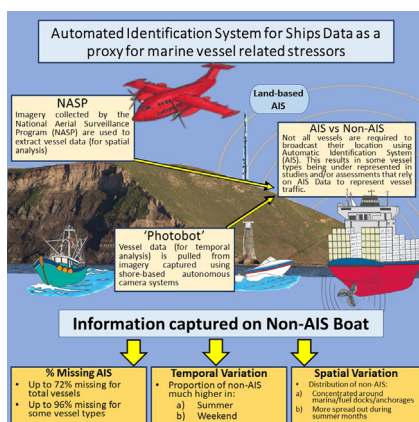 Automated Identification System for Ships Data as a
proxy for marine vessel related stressors
Land-based
AIS
NASP
Imagery collected by the
National Aerial Surveillance
Program (NASP) are used to
extract vessel data (for spatial
analysis)
AIS vs Non-AIS
Not all vessels are required to
broadcast their location using
Automatic Identification System
(AIS). This results in some vessel
types being under represented in
studies and/or assessments that rely
on AIS Data to represent vessel
traffic.
'Photobot'
Vessel data (for temporal
analysis) is pulled from
imagery captured using
shore-based autonomous
camera systems
Information captured on Non-AIS Boat
% Missing AIS
• Up to 72% missing for
total vessels
• Up to 96% missing for
some vessel types
Temporal Variation
• Proportion of non-AIS
much higher in:
a) Summer
b) Weekend
Spatial Variation
• Distribution of non-AIS:
a) Concentrated around
marina/fuel docks/anchorages
b) More spread out during
summer months